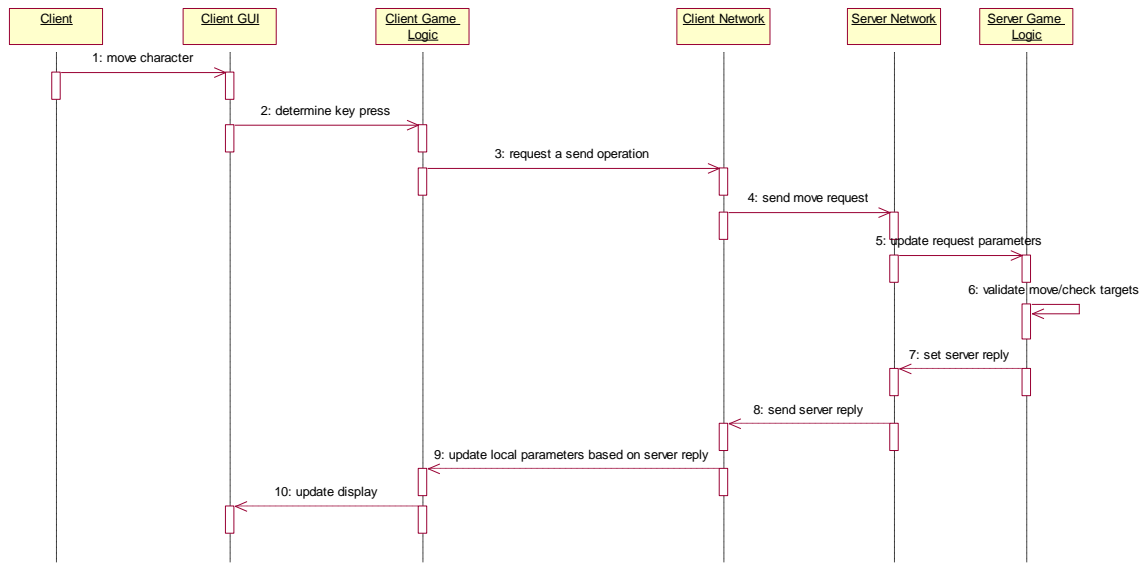 Client
Client GUI
Client Game
Logic
Client Network
Server Network
Server Game
Logic
1: move character
2: determine key press
3: request a send operation
4: send move request
5: update request parameters
6: validate move/check targets
7: set server reply
8: send server reply
9: update local parameters based on server reply
10: update display